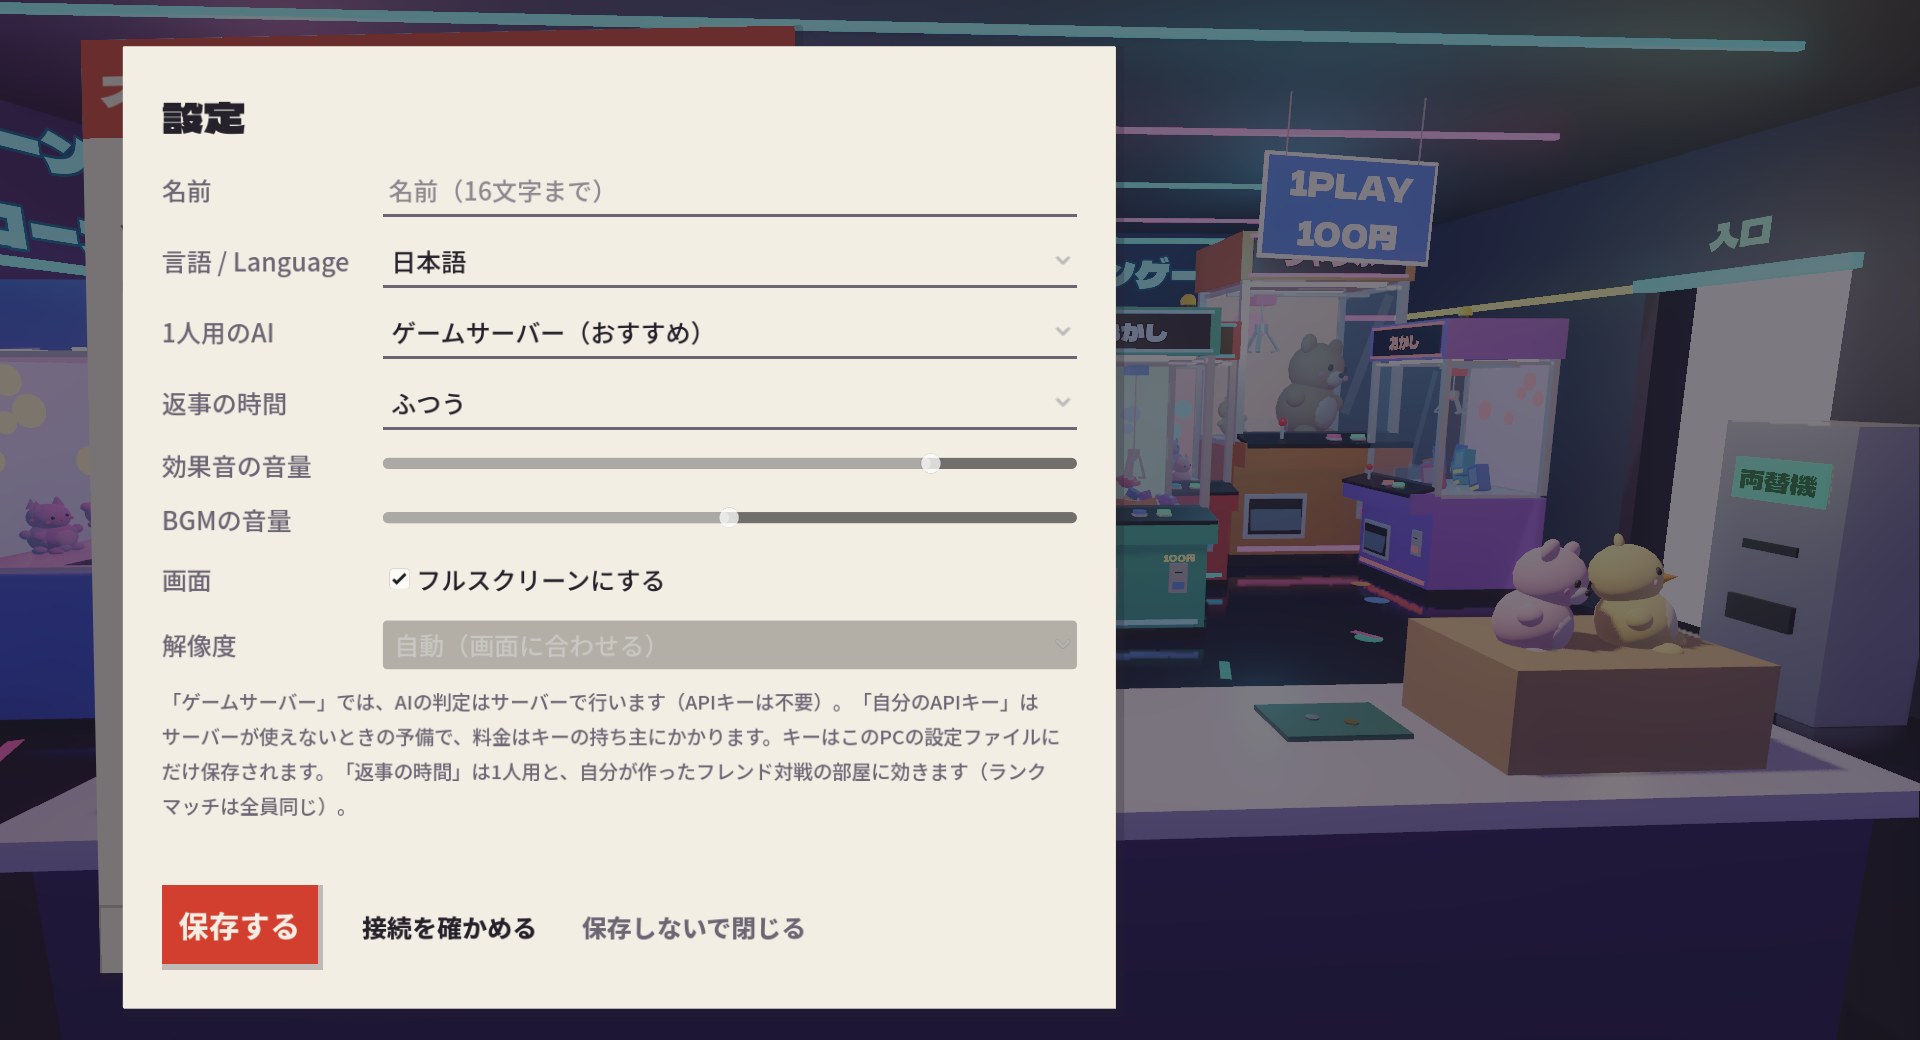 設定
名前
名前（16文字まで）
言語 / Language
日本語
1人用のAI
ゲームサーバー（おすすめ）
返事の時間
ふつう
効果音の音量
BGMの音量
画面
フルスクリーンにする
解像度
自動（画面に合わせる）
「ゲームサーバー」では、AIの判定はサーバーで行います（APIキーは不要）。「自分のAPIキー」は
サーバーが使えないときの予備で、料金はキーの持ち主にかかります。キーはこのPCの設定ファイルに
だけ保存されます。「返事の時間」は1人用と、自分が作ったフレンド対戦の部屋に効きます（ランク
マッチは全員同じ）。
保存する
接続を確かめる
保存しないで閉じる
1PLAY
100円
入口
おかし
両替機
100円